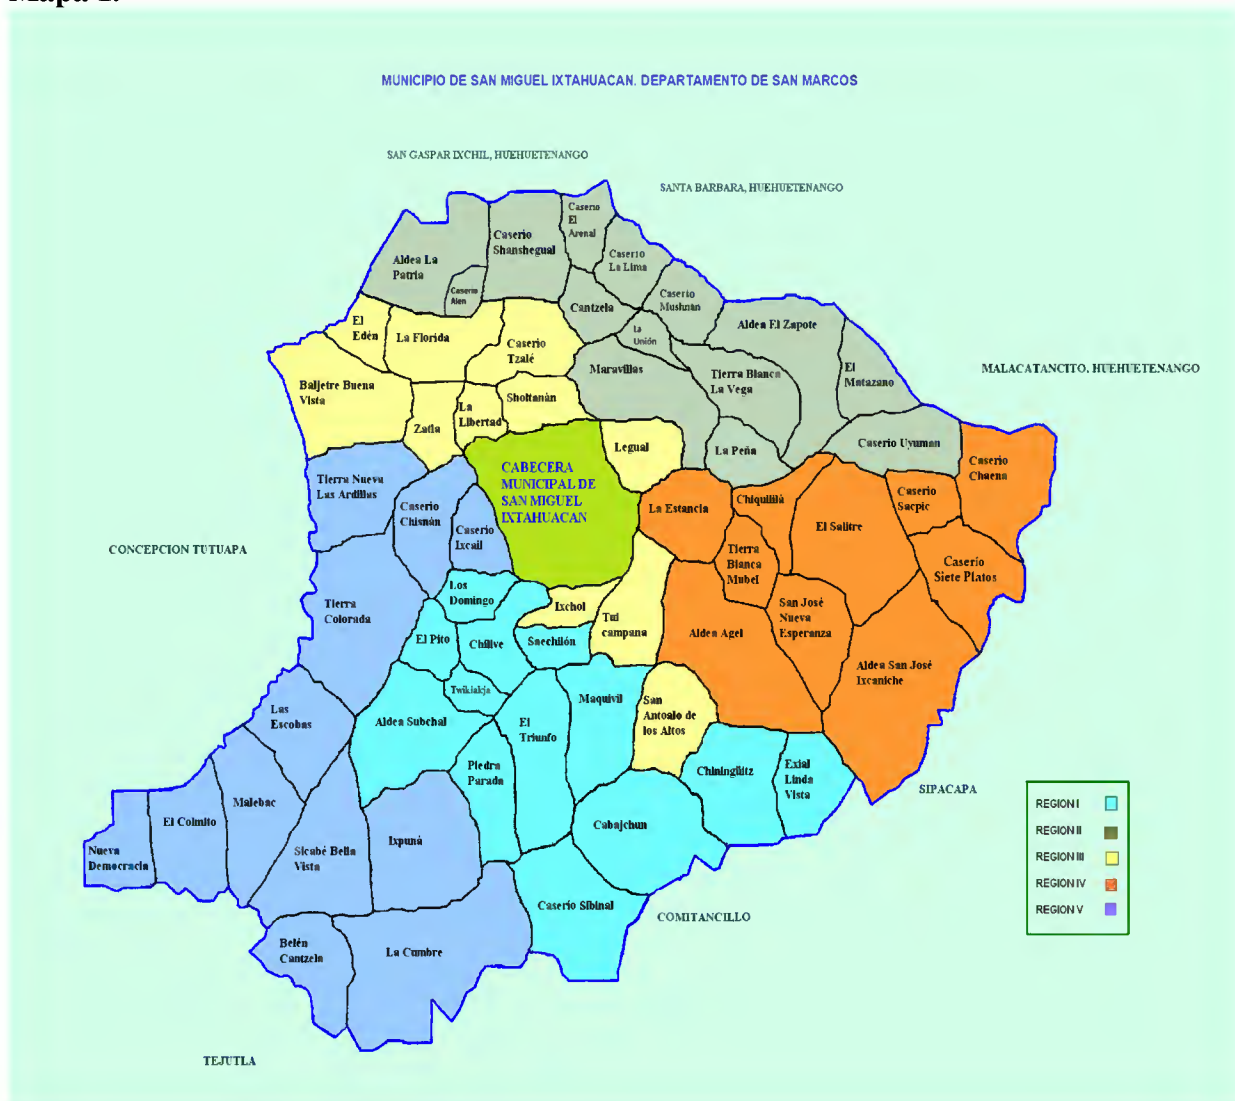 MUNICIPIO DE SAN MIGUEL IXTAHUACAN. DEPARTAMENTO DE SAN MARCOS
SAN GASPAR IXCHIL, HUEHUETENANGO
SANTA BARBARA, HUEHUETENANGO
Caserio
El
Arenal
Caserio
Shanshegual
Aldea La
Patria
Caserio
La Lima
Caserio
Alen
Caserio
Mushnan
Cantzela
La
Unión
Aldea El Zapote
El
Edén
La Florida
Caserio
Tzalé
Maravillas
Tierra Blanca
La Vega
El
Matazano
MALACATANCITO, HUEHUETENANGO
Baljetre Buena
Vista
Sholtanán
La
Libertad
Zatla
Legual
La Peña
Caserio Uyuman
Caserio
Chaena
CABECERA
MUNICIPAL DE
SAN MIGUEL
IXTAHUACAN
Tierra Nueva
Las Ardillas
Caserio
Chisnán
Caserio
Ixcail
La Estancia
Chiquililá
El Salitre
Caserio
Sacpic
CONCEPCION TUTUAPA
Tierra
Blanca
Mubel
Caserío
Siete Platos
Los
Domingo
Tierra
Colorada
Ixchol
Tui
campana
San José
Nueva
Esperanza
Aldea Agel
El Pito
Chilive
Saechilón
Aldea San José
Ixcaniche
Twikialcja
Maquivil
San
Antoalo de
los Altos
Las
Escobas
Aldea Subchal
El
Triunfo
Piedra
Parada
Chiningüitz
Exial
Linda
Vista
SIPACAPA
Malebac
El Colmito
Cabajchun
Ixpuná
Nueva
Democracia
Sicabé Bella
Vista
Caserio Sibinal
COMITANCILLO
Belén
Cantzela
La Cumbre
TEJUTLA
REGION I
REGION II
REGION III
REGION IV
REGION V